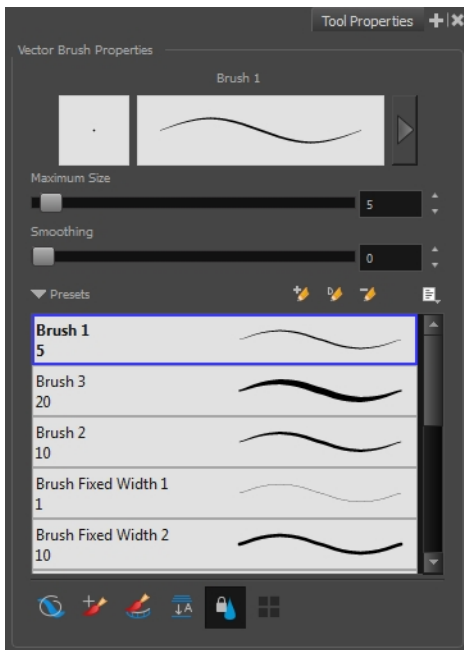 Tool Properties
Vector Brush Properties
Brush 1
Maximum Size
5
Smoothing
0
Presets
Brush 1
5
Brush 3
20
Brush 2
10
Brush Fixed Width 1
1
Brush Fixed Width 2
10